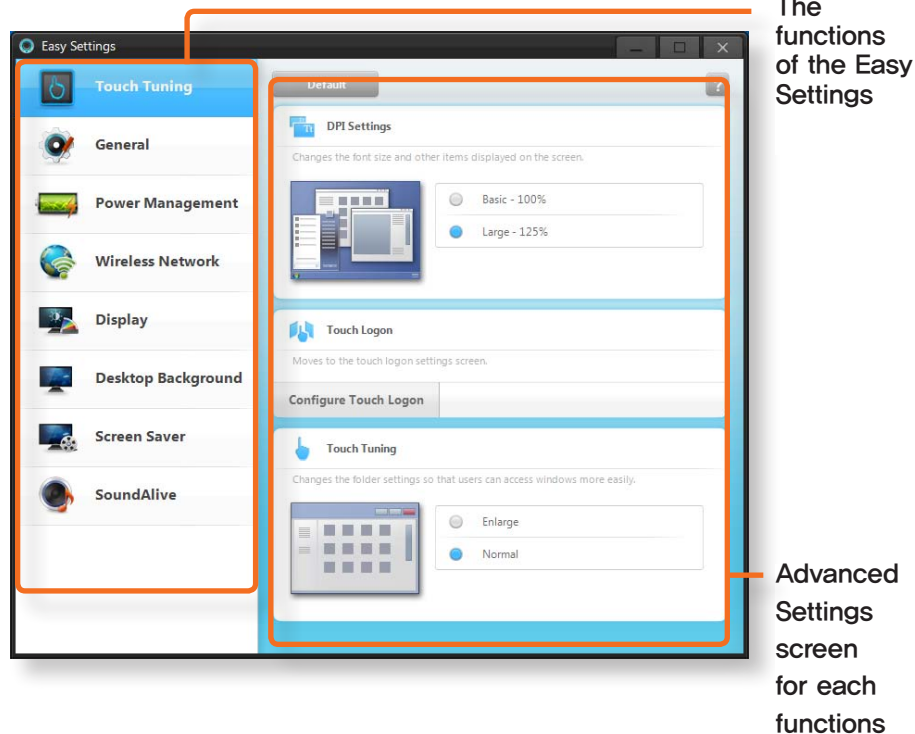 The
functions
of the Easy
Settings
Easy Settings
Touch Tuning
General
Power Management
Wireless Network
Display
Desktop Background
Screen Saver
SoundAlive
Default
?
DPI Settings
Changes the font size and other items displayed on the screen.
Basic - 100%
Large - 125%
Touch Logon
Moves to the touch logon settings screen.
Configure Touch Logon
Touch Tuning
Changes the folder settings so that users can access windows more easily.
Enlarge
Normal
Advanced
Settings
screen
for each
functions